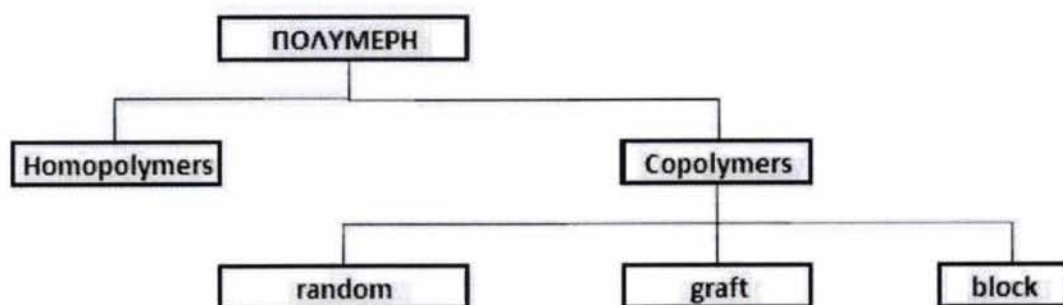 ΠΟΛΥΜΕΡΗ
Homopolymers
Copolymers
random
graft
block